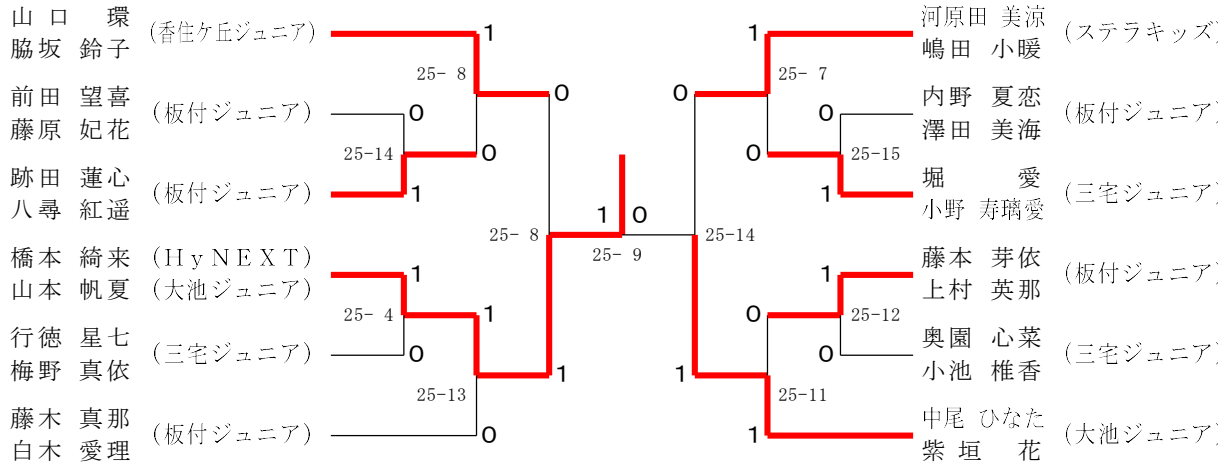 山口 環 (香住ケ丘ジュニア)
脇坂 鈴子
1
25- 8
0
前田 望喜 (板付ジュニア)
藤原 妃花
0
25-14
0
跡田 蓮心 (板付ジュニア)
八尋 紅遥
1
25- 8
橋本 綺来 (HyNEXT)
山本 帆夏 (大池ジュニア)
1
25- 4
1
行徳 星七 (三宅ジュニア)
梅野 真依
0
1
25-13
藤木 真那 (板付ジュニア)
白木 愛理
0
1 0
25- 9
河原田 美涼 (ステラキッズ)
嶋田 小暖
1
25- 7
0
内野 夏恋 (板付ジュニア)
澤田 美海
0
25-15
0
堀 愛 (三宅ジュニア)
小野 寿璃愛
1
25-14
藤本 芽依 (板付ジュニア)
上村 英那
1
25-12
0
奥園 心菜 (三宅ジュニア)
小池 椎香
0
1
25-11
中尾 ひなた (大池ジュニア)
紫垣 花
1